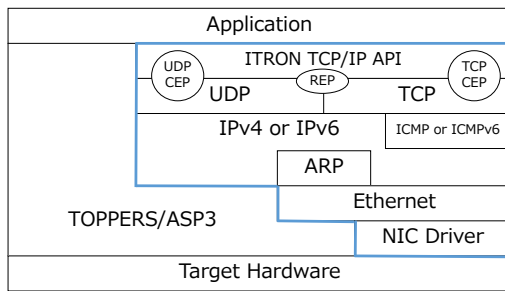 Application
ITRON TCP/IP API
UDP
CEP
REP
TCP
CEP
UDP
TCP
IPv4 or IPv6
ICMP or ICMPv6
ARP
Ethernet
TOPPERS/ASP3
NIC Driver
Target Hardware